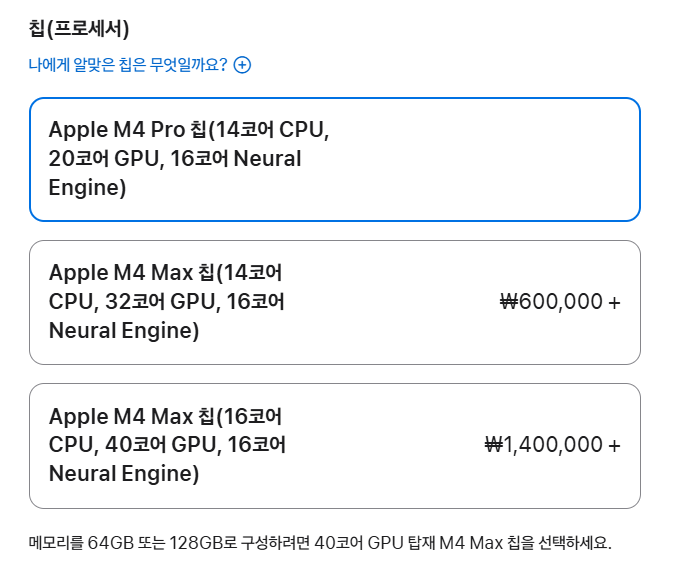 칩(프로세서)
나에게 알맞은 칩은 무엇일까요?
Apple M4 Pro 칩(14코어 CPU,
20코어 GPU, 16코어 Neural
Engine)
Apple M4 Max 칩(14코어
CPU, 32코어 GPU, 16코어
Neural Engine)
₩600,000 +
Apple M4 Max 칩(16코어
CPU, 40코어 GPU, 16코어
Neural Engine)
₩1,400,000 +
메모리를 64GB 또는 128GB로 구성하려면 40코어 GPU 탑재 M4 Max 칩을 선택하세요.